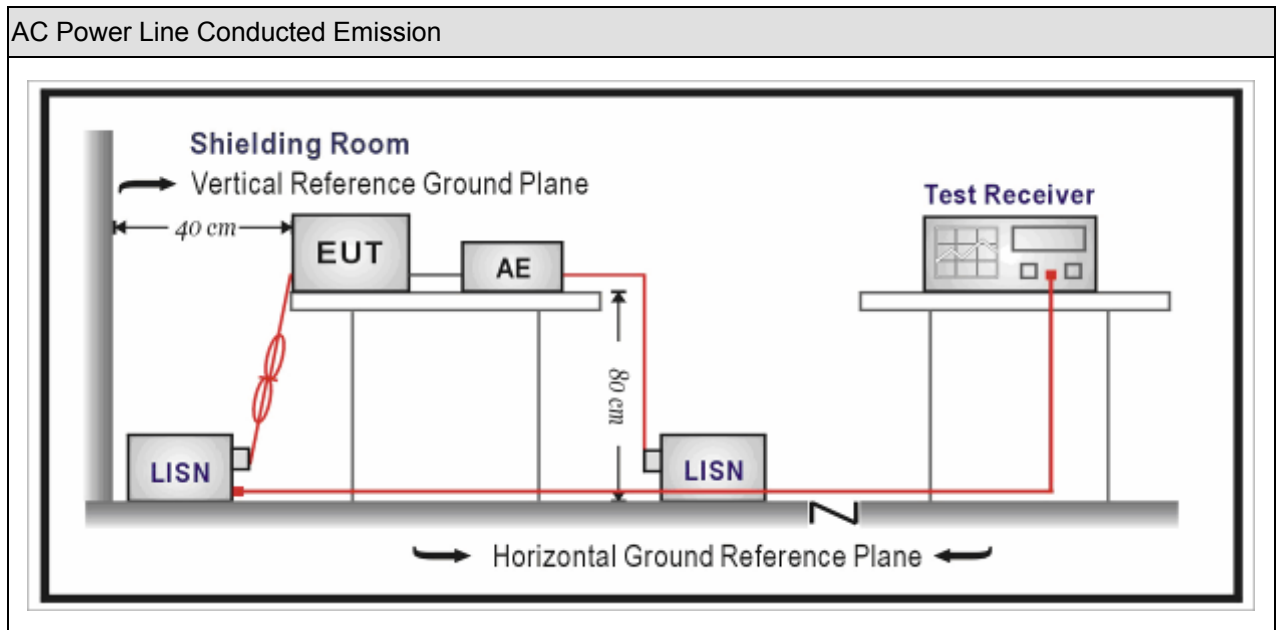 AC Power Line Conducted Emission
Shielding Room
Vertical Reference Ground Plane
40 cm
EUT
AE
Test Receiver
80 cm
LISN
LISN
Horizontal Ground Reference Plane